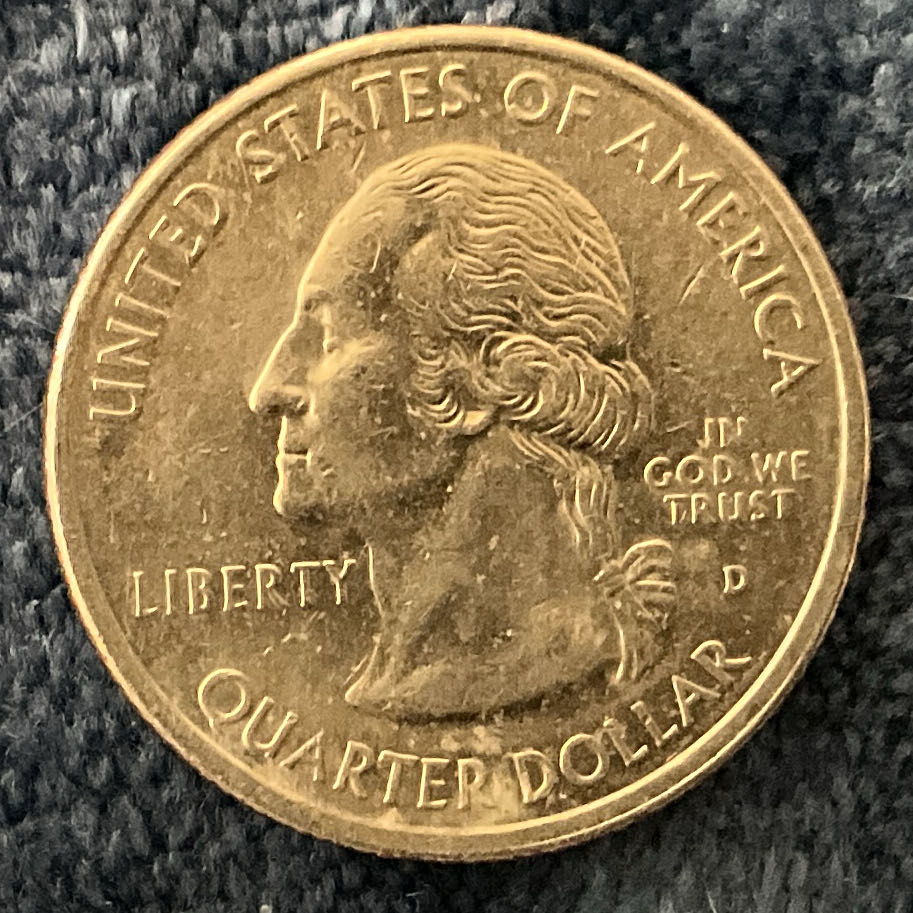 UNITED STATES OF AMERICA
IN
GOD WE
TRUST
LIBERTY
D
QUARTER DOLLAR